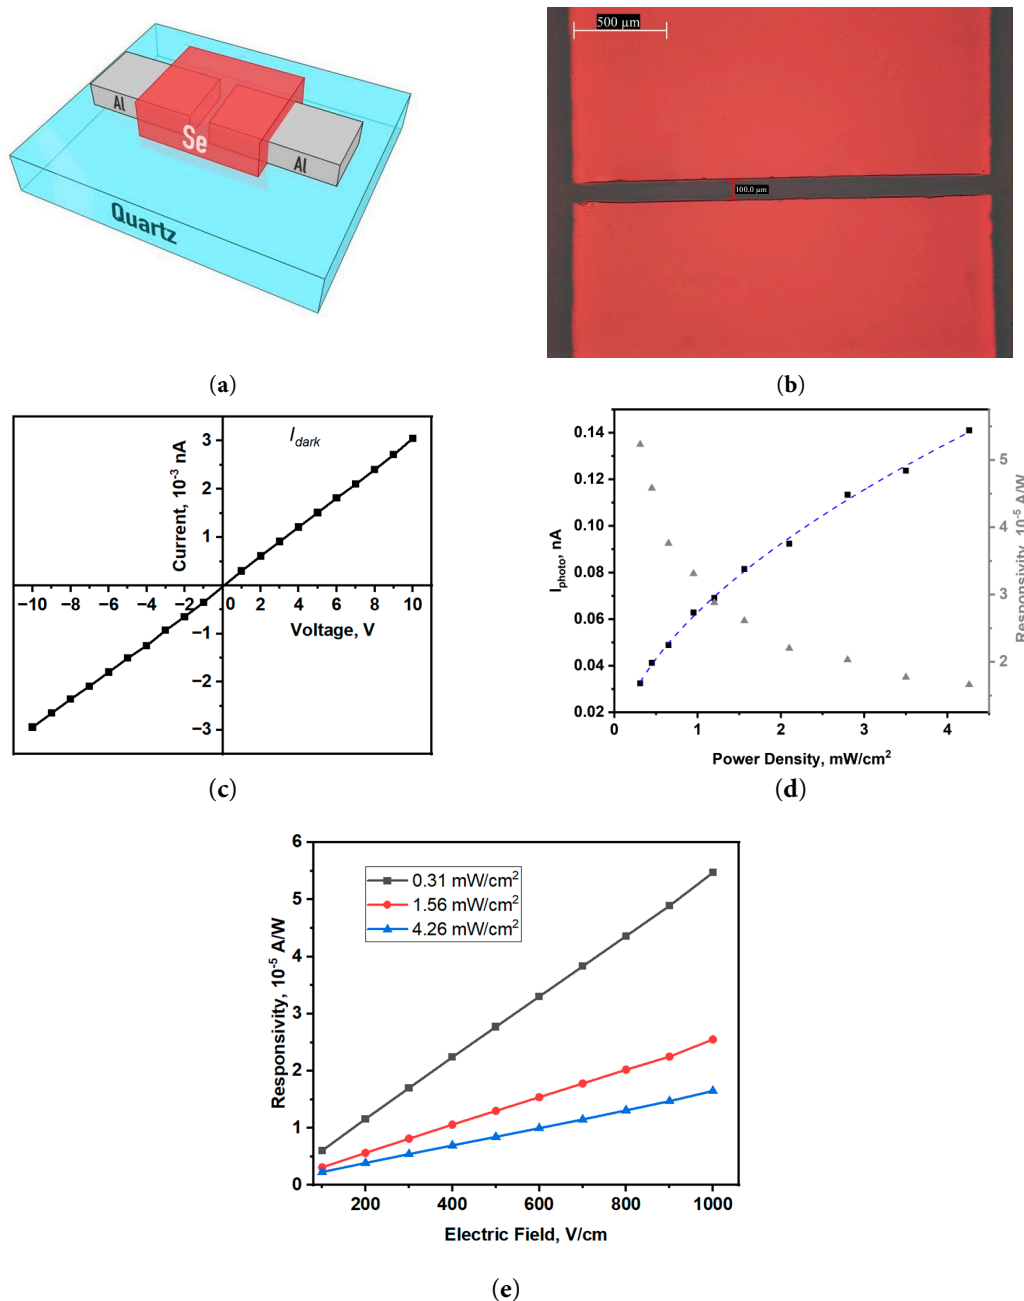 Al
Se
Al
Quartz
500 µm
100.0 µm
(a)
(b)
I_dark
Current, 10⁻³ nA
3
2
1
−10 −8 −6 −4 −2 0 2 4 6 8 10
−1
−2
−3
Voltage, V
(c)
0.14
0.12
0.10
0.08
0.06
0.04
0.02
I_photo, nA
5
4
3
2
Responsivity, 10⁻⁵ A/W
0 1 2 3 4
Power Density, mW/cm²
(d)
6
5
4
3
2
1
0
Responsivity, 10⁻⁵ A/W
0.31 mW/cm²
1.56 mW/cm²
4.26 mW/cm²
200 400 600 800 1000
Electric Field, V/cm
(e)